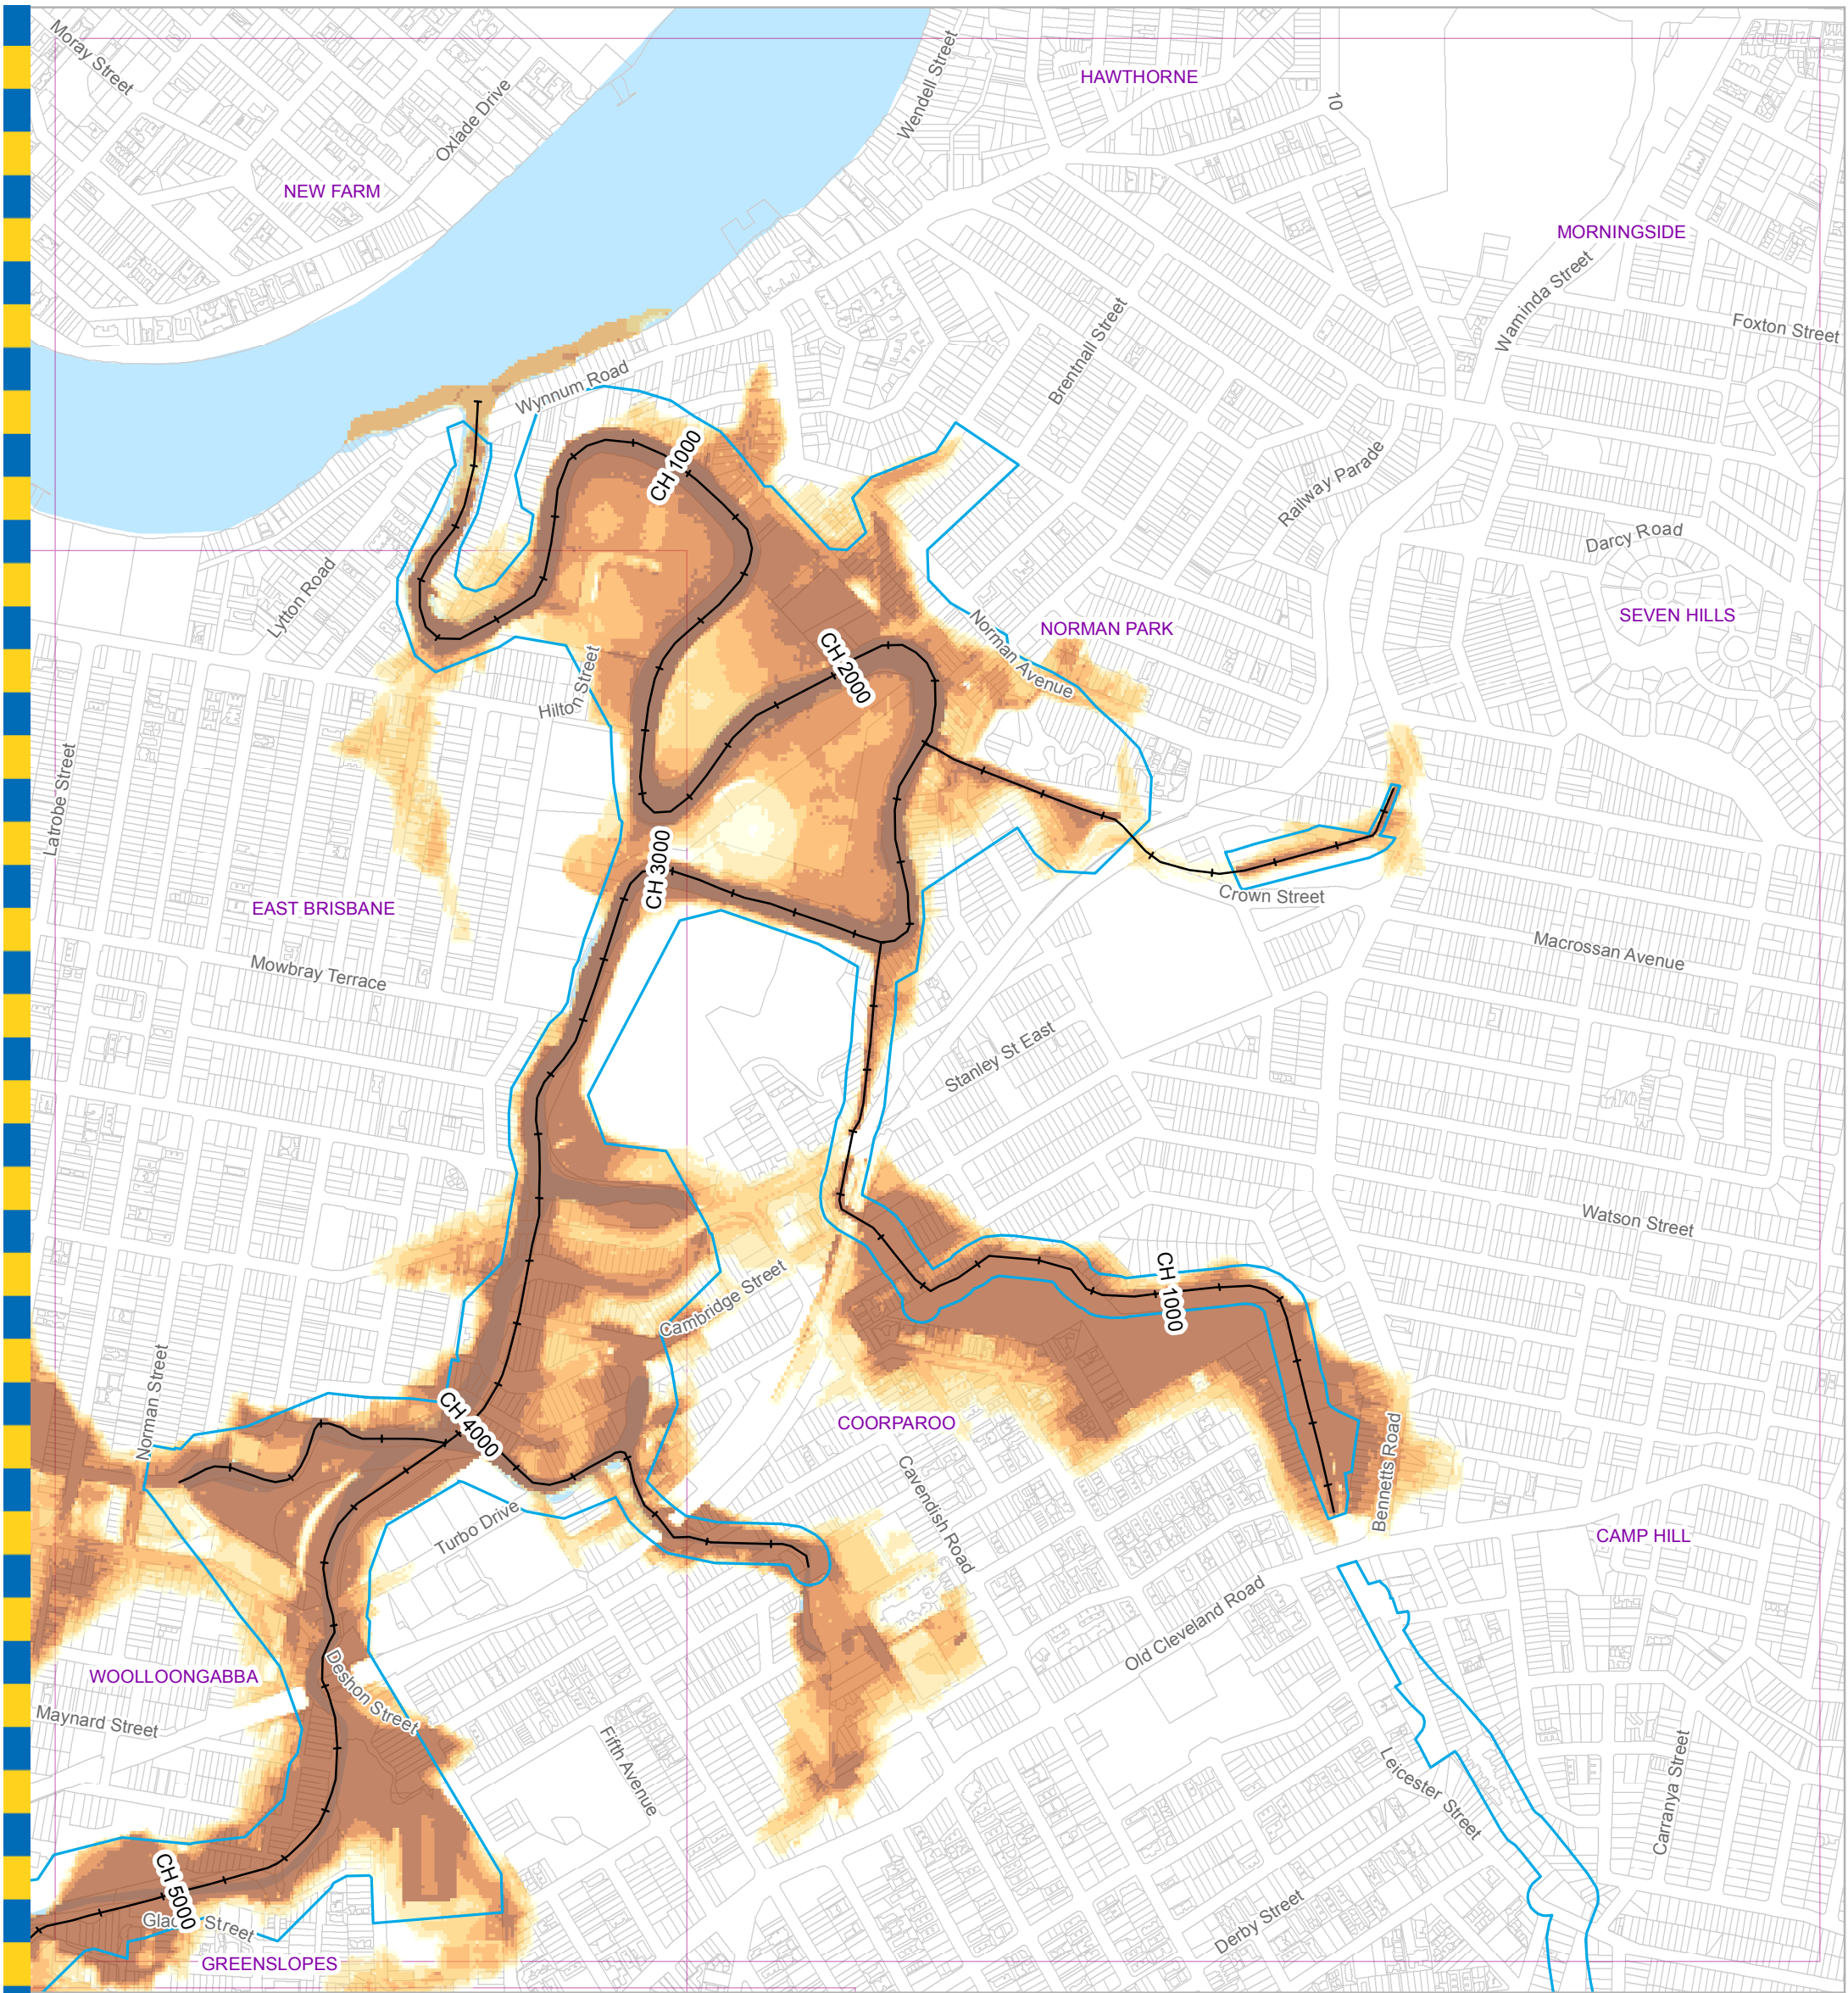 Moray Street
Oxlade Drive
Wendell Street
HAWTHORNE
10
NEW FARM
MORNINGSIDE
Waminda Street
Foxton Street
Brentnall Street
Wynnum Road
CH 1000
Railway Parade
Darcy Road
Lytton Road
SEVEN HILLS
NORMAN PARK
Norman Avenue
CH 2000
Hilton Street
Latrobe Street
CH 3000
Crown Street
EAST BRISBANE
Macrossan Avenue
Mowbray Terrace
Stanley St East
Watson Street
CH 1000
Cambridge Street
Norman Street
CH 4000
COORPAROO
Bennetts Road
Cavendish Road
Turbo Drive
CAMP HILL
Old Cleveland Road
WOOLLOONGABBA
Deshon Street
Maynard Street
Fifth Avenue
Leicester Street
Carranya Street
CH 5000
Street
Derby Street
GREENSLOPES